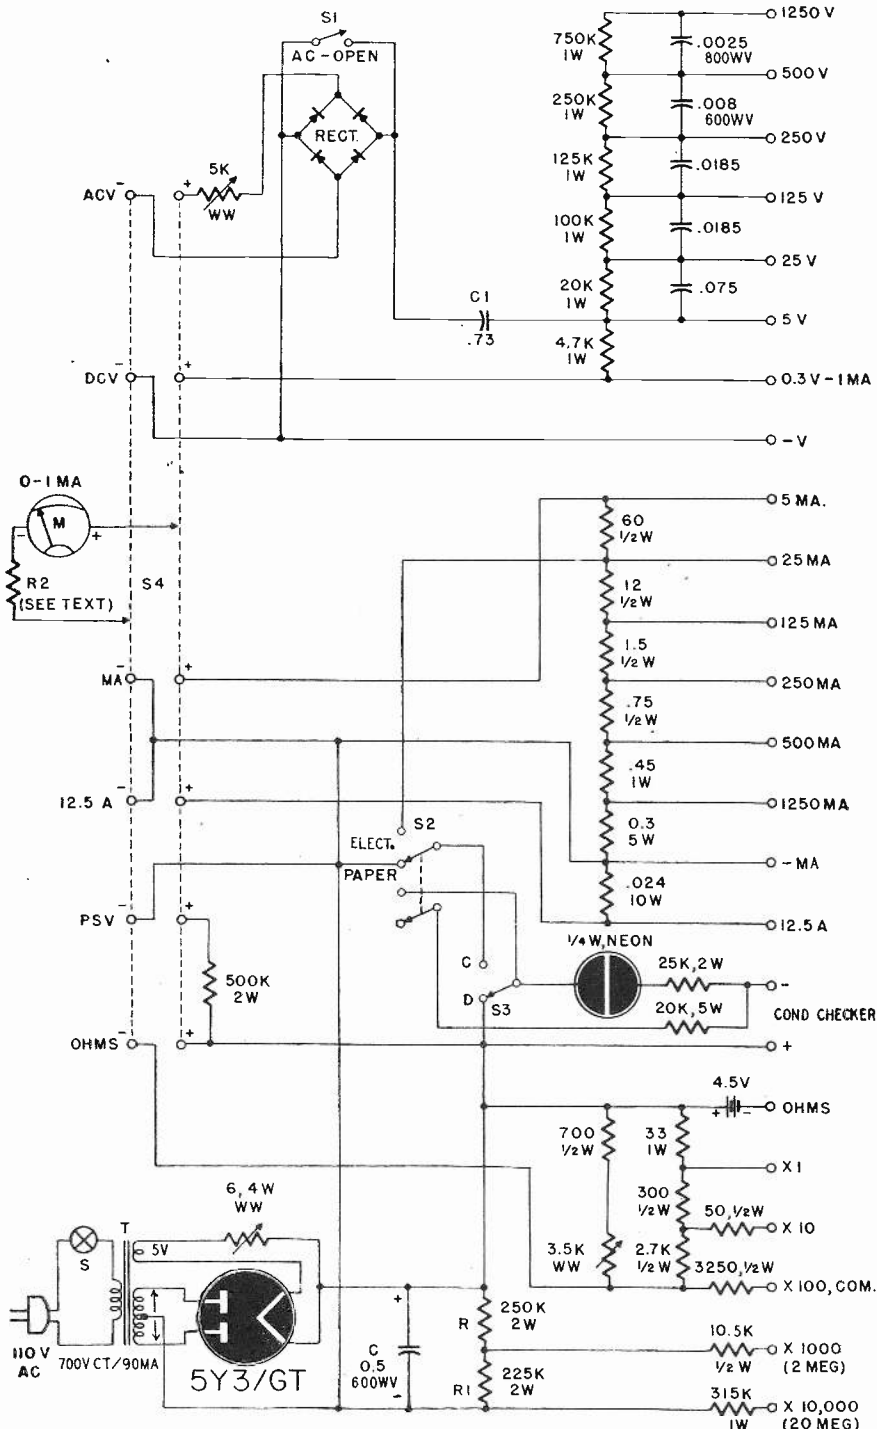 S1
AC-OPEN
RECT.
5K
WW
ACV
-
+
750K
1W
.0025
800WV
1250 V
500 V
250K
1W
.008
600WV
250 V
125K
1W
.0185
125 V
100K
1W
.0185
25 V
20K
1W
.075
5 V
C1
.73
4.7K
1W
0.3 V-1 MA
DCV
-
+
-V
0-1 MA
M
-
+
R2
(SEE TEXT)
S4
5 MA.
60
1/2 W
25 MA
12
1/2 W
125 MA
1.5
1/2 W
250 MA
MA
-
+
.75
1/2 W
500 MA
.45
1W
1250 MA
12.5 A
-
+
0.3
5 W
-MA
.024
10 W
12.5 A
S2
ELECT.
PAPER
PSV
-
+
500K
2 W
C
D
S3
1/4 W, NEON
25K, 2W
-
20K, 5W
COND CHECKER
+
OHMS
-
+
4.5V
+
-
OHMS
700
1/2 W
33
1W
X 1
300
1/2 W
50, 1/2 W
X 10
3.5K
WW
2.7K
1/2 W
3250, 1/2 W
X 100, COM.
6, 4 W
WW
T
5V
S
110 V
AC
700V CT/90MA
5Y3/GT
+
C
0.5
600WV
-
R
250K
2W
10.5K
1/2 W
X 1000
(2 MEG)
R1
225K
2W
315K
1W
X 10,000
(20 MEG)